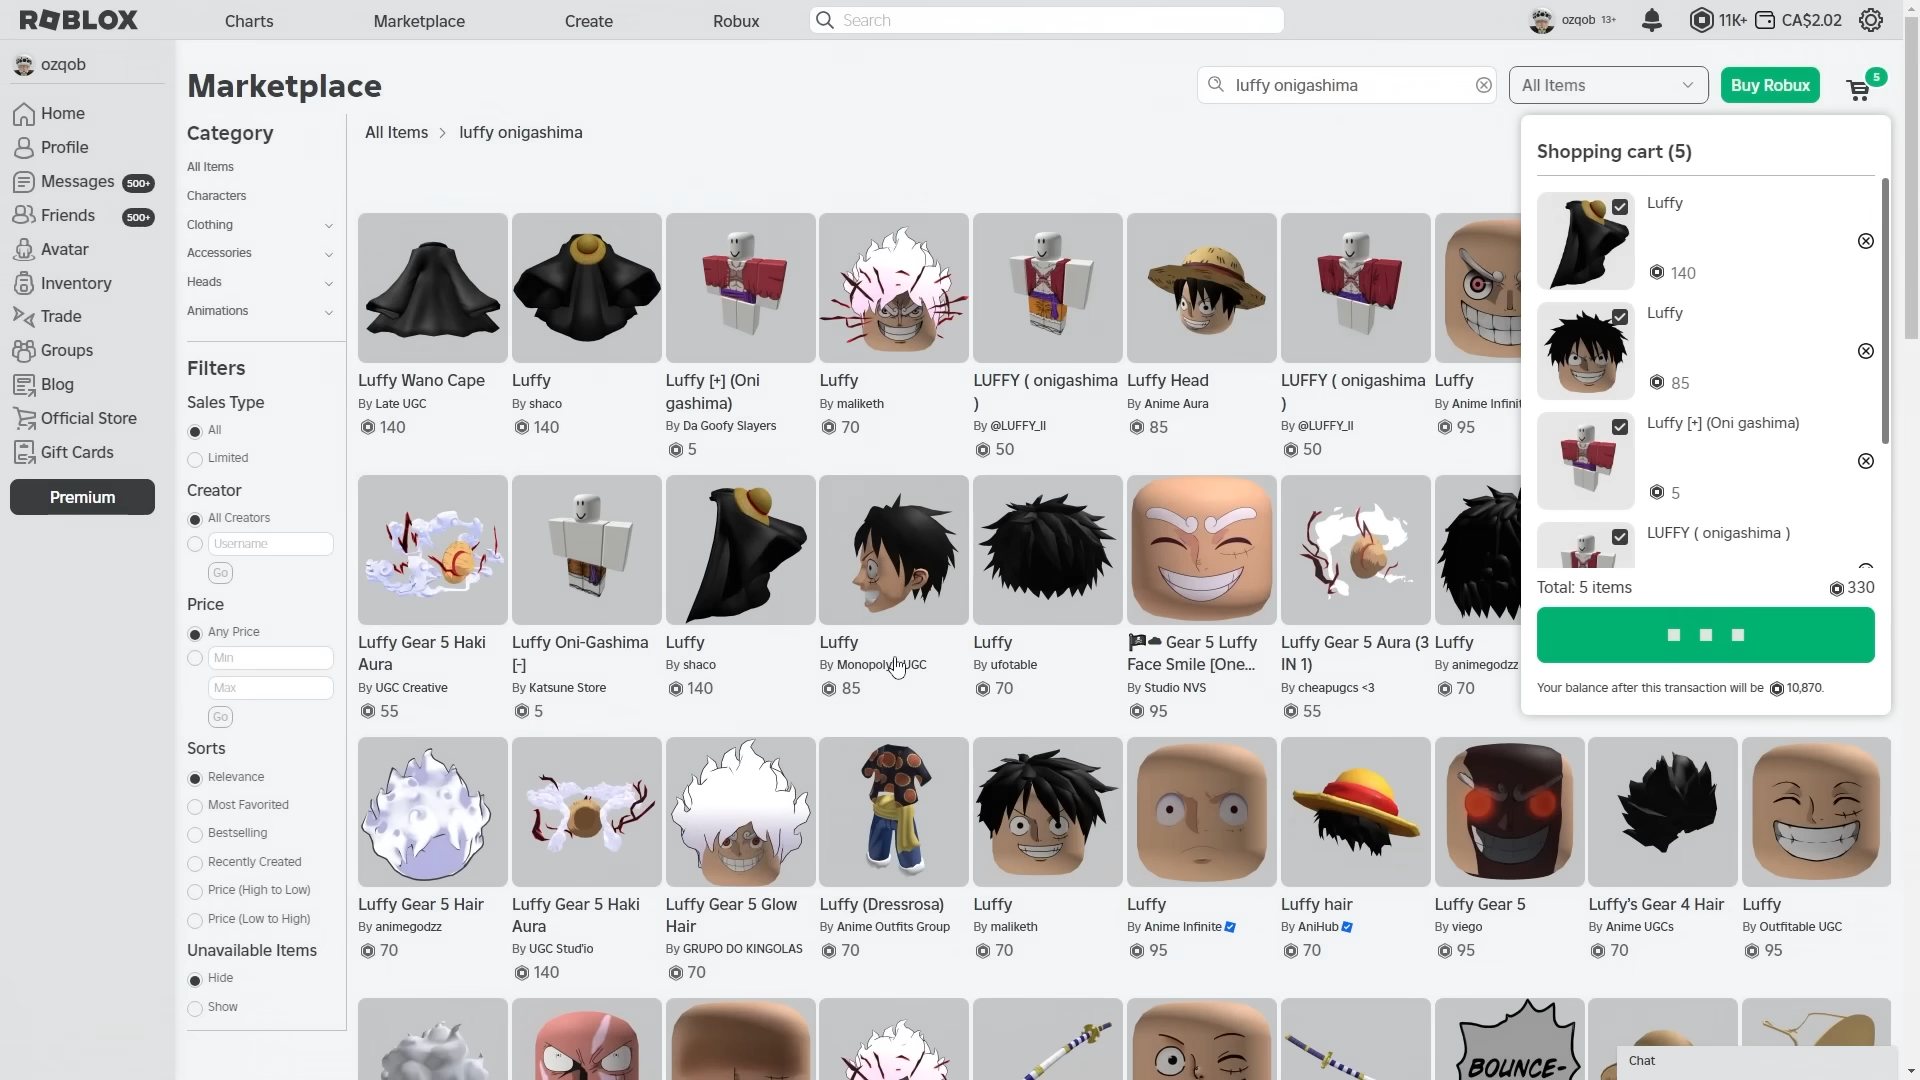 ROBLOX
Charts
Marketplace
Create
Robux
Search
ozqob 13+
11K+
CA$2.02
ozqob
Home
Profile
Messages 500+
Friends 500+
Avatar
Inventory
Trade
Groups
Blog
Official Store
Gift Cards
Premium
Marketplace
luffy onigashima
All Items
Buy Robux
5
Category
All Items
Characters
Clothing
Accessories
Heads
Animations
Filters
Sales Type
All
Limited
Creator
All Creators
Username
Go
Price
Any Price
Min
Max
Go
Sorts
Relevance
Most Favorited
Bestselling
Recently Created
Price (High to Low)
Price (Low to High)
Unavailable Items
Hide
Show
All Items > luffy onigashima
Luffy Wano Cape
By Late UGC
140
Luffy
By shaco
140
Luffy [+] (Oni
gashima)
By Da Goofy Slayers
5
Luffy
By maliketh
70
LUFFY ( onigashima
)
By @LUFFY_II
50
Luffy Head
By Anime Aura
85
LUFFY ( onigashima
)
By @LUFFY_II
50
Luffy
By Anime Infinit
95
Luffy Gear 5 Haki
Aura
By UGC Creative
55
Luffy Oni-Gashima
[-]
By Katsune Store
5
Luffy
By shaco
140
Luffy
By Monopoly UGC
85
Luffy
By ufotable
70
Gear 5 Luffy
Face Smile [One...
By Studio NVS
95
Luffy Gear 5 Aura (3
IN 1)
By cheapugcs <3
55
Luffy
By animegodzz
70
Luffy Gear 5 Hair
By animegodzz
70
Luffy Gear 5 Haki
Aura
By UGC Stud'io
140
Luffy Gear 5 Glow
Hair
By GRUPO DO KINGOLAS
70
Luffy (Dressrosa)
By Anime Outfits Group
70
Luffy
By maliketh
70
Luffy
By Anime Infinite
95
Luffy hair
By AniHub
70
Luffy Gear 5
By viego
95
Luffy's Gear 4 Hair
By Anime UGCs
70
Luffy
By Outfitable UGC
95
BOUNCE-
Shopping cart (5)
Luffy
140
Luffy
85
Luffy [+] (Oni gashima)
5
LUFFY ( onigashima )
Total: 5 items
330
Your balance after this transaction will be 10,870.
Chat